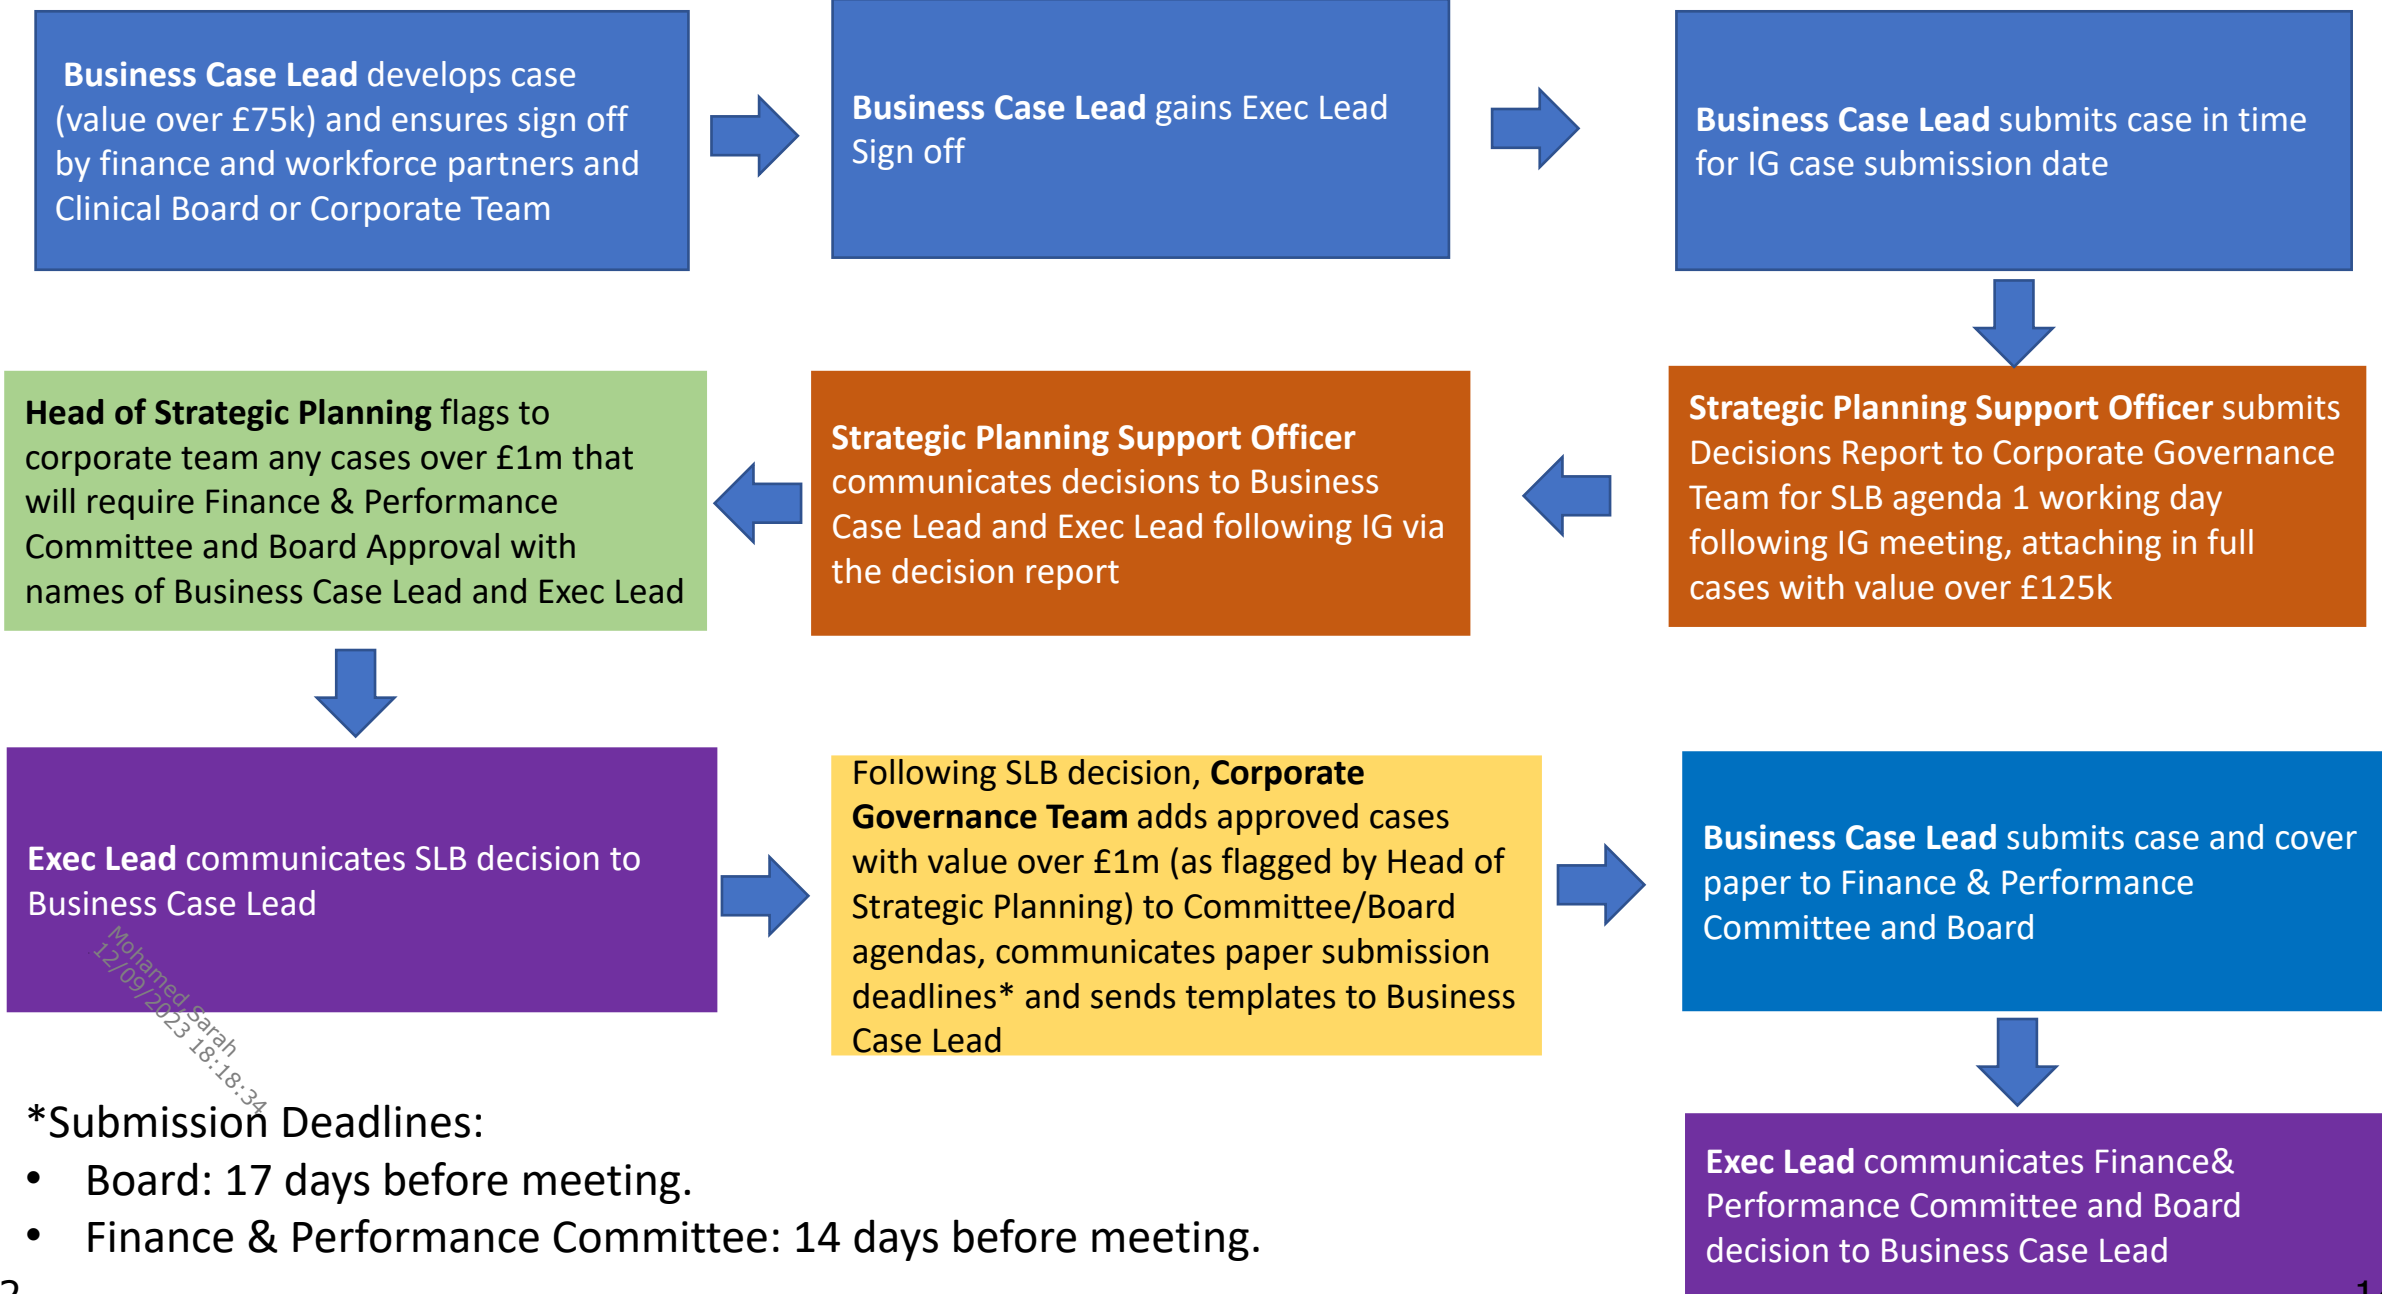 Business Case Lead develops case
(value over £75k) and ensures sign off
by finance and workforce partners and
Clinical Board or Corporate Team
Business Case Lead gains Exec Lead
Sign off
Business Case Lead submits case in time
for IG case submission date
Strategic Planning Support Officer submits
Decisions Report to Corporate Governance
Team for SLB agenda 1 working day
following IG meeting, attaching in full
cases with value over £125k
Strategic Planning Support Officer
communicates decisions to Business
Case Lead and Exec Lead following IG via
the decision report
Head of Strategic Planning flags to
corporate team any cases over £1m that
will require Finance & Performance
Committee and Board Approval with
names of Business Case Lead and Exec Lead
Exec Lead communicates SLB decision to
Business Case Lead
Following SLB decision, Corporate
Governance Team adds approved cases
with value over £1m (as flagged by Head of
Strategic Planning) to Committee/Board
agendas, communicates paper submission
deadlines* and sends templates to Business
Case Lead
Business Case Lead submits case and cover
paper to Finance & Performance
Committee and Board
Exec Lead communicates Finance&
Performance Committee and Board
decision to Business Case Lead
Mohamed, Sarah
12/09/2023 18:18:34
*Submission Deadlines:
• Board: 17 days before meeting.
• Finance & Performance Committee: 14 days before meeting.